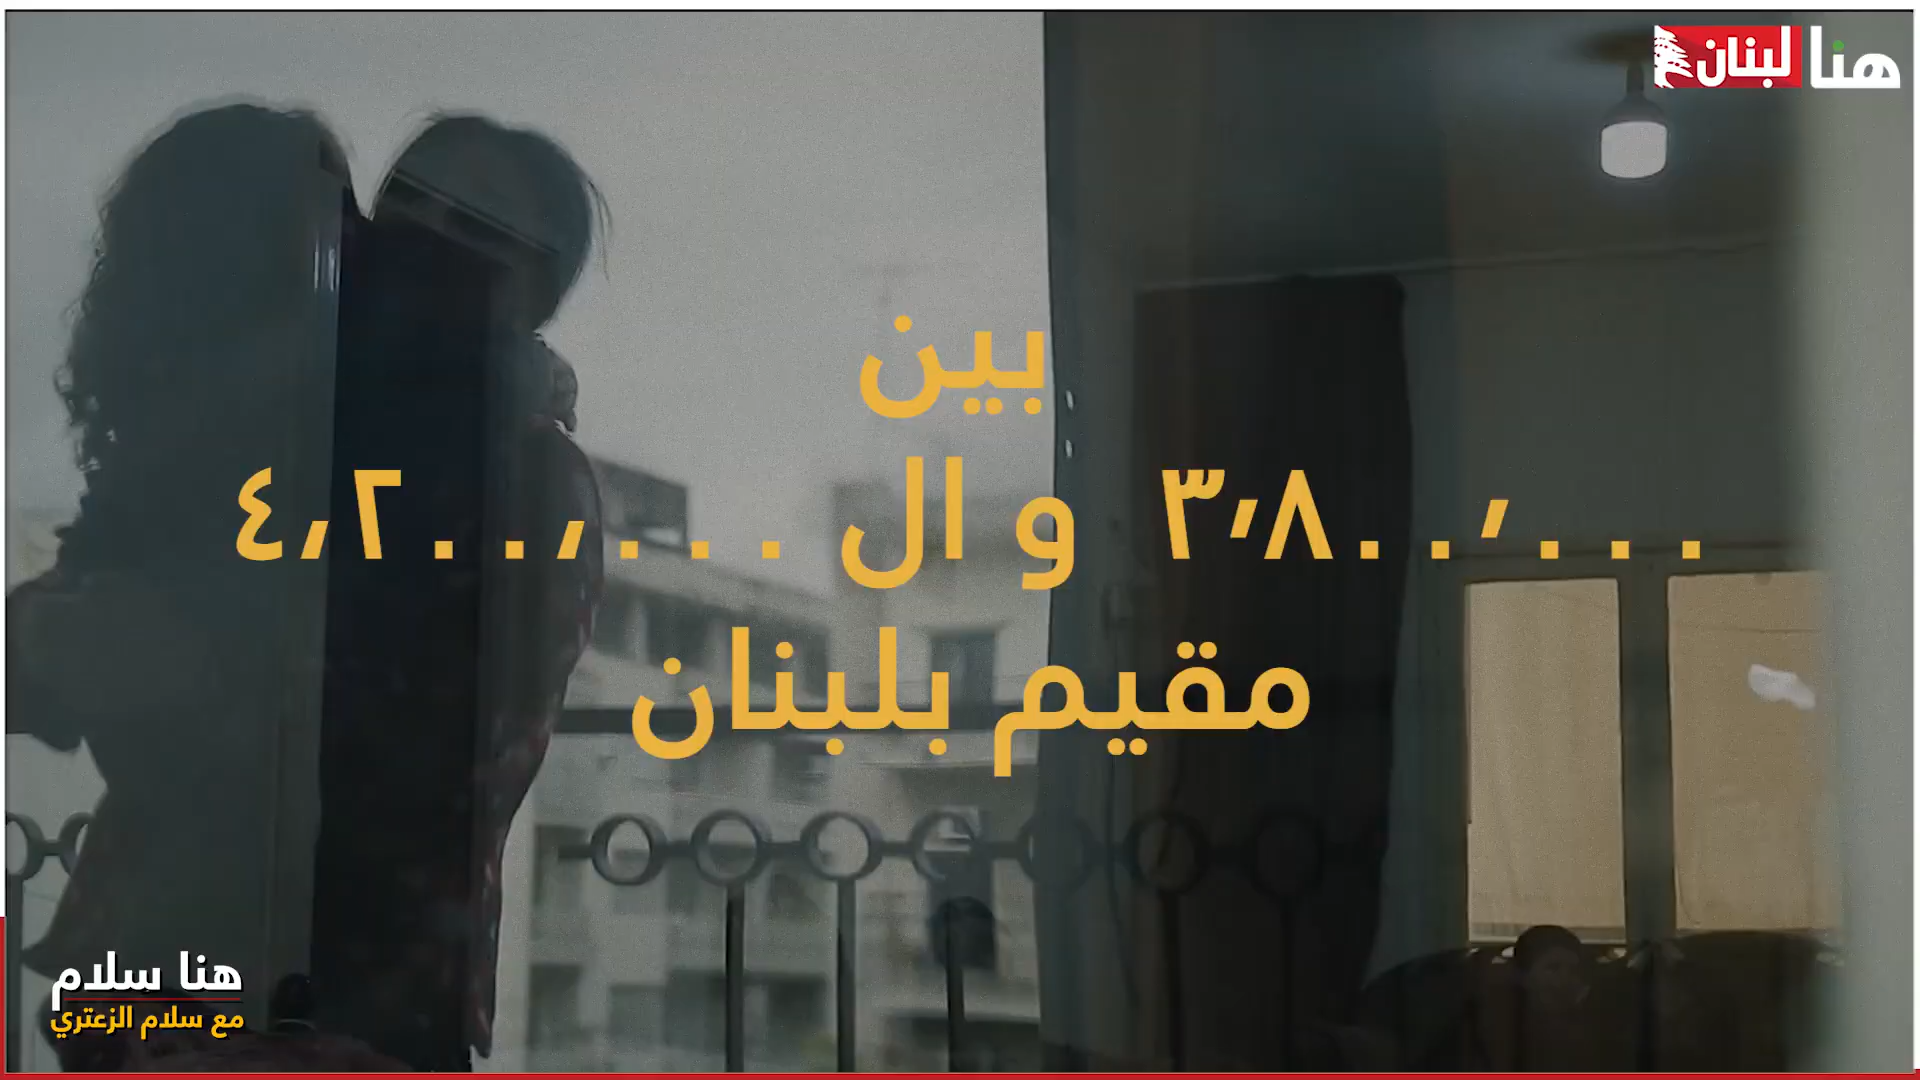 هنا لبنان
بين
٣٬٨٠٠٬٠٠٠ و ال ٤٫٢٠٠٫٠٠٠
مقيم بلبنان
هنا سلام
مع سلام الزعتري